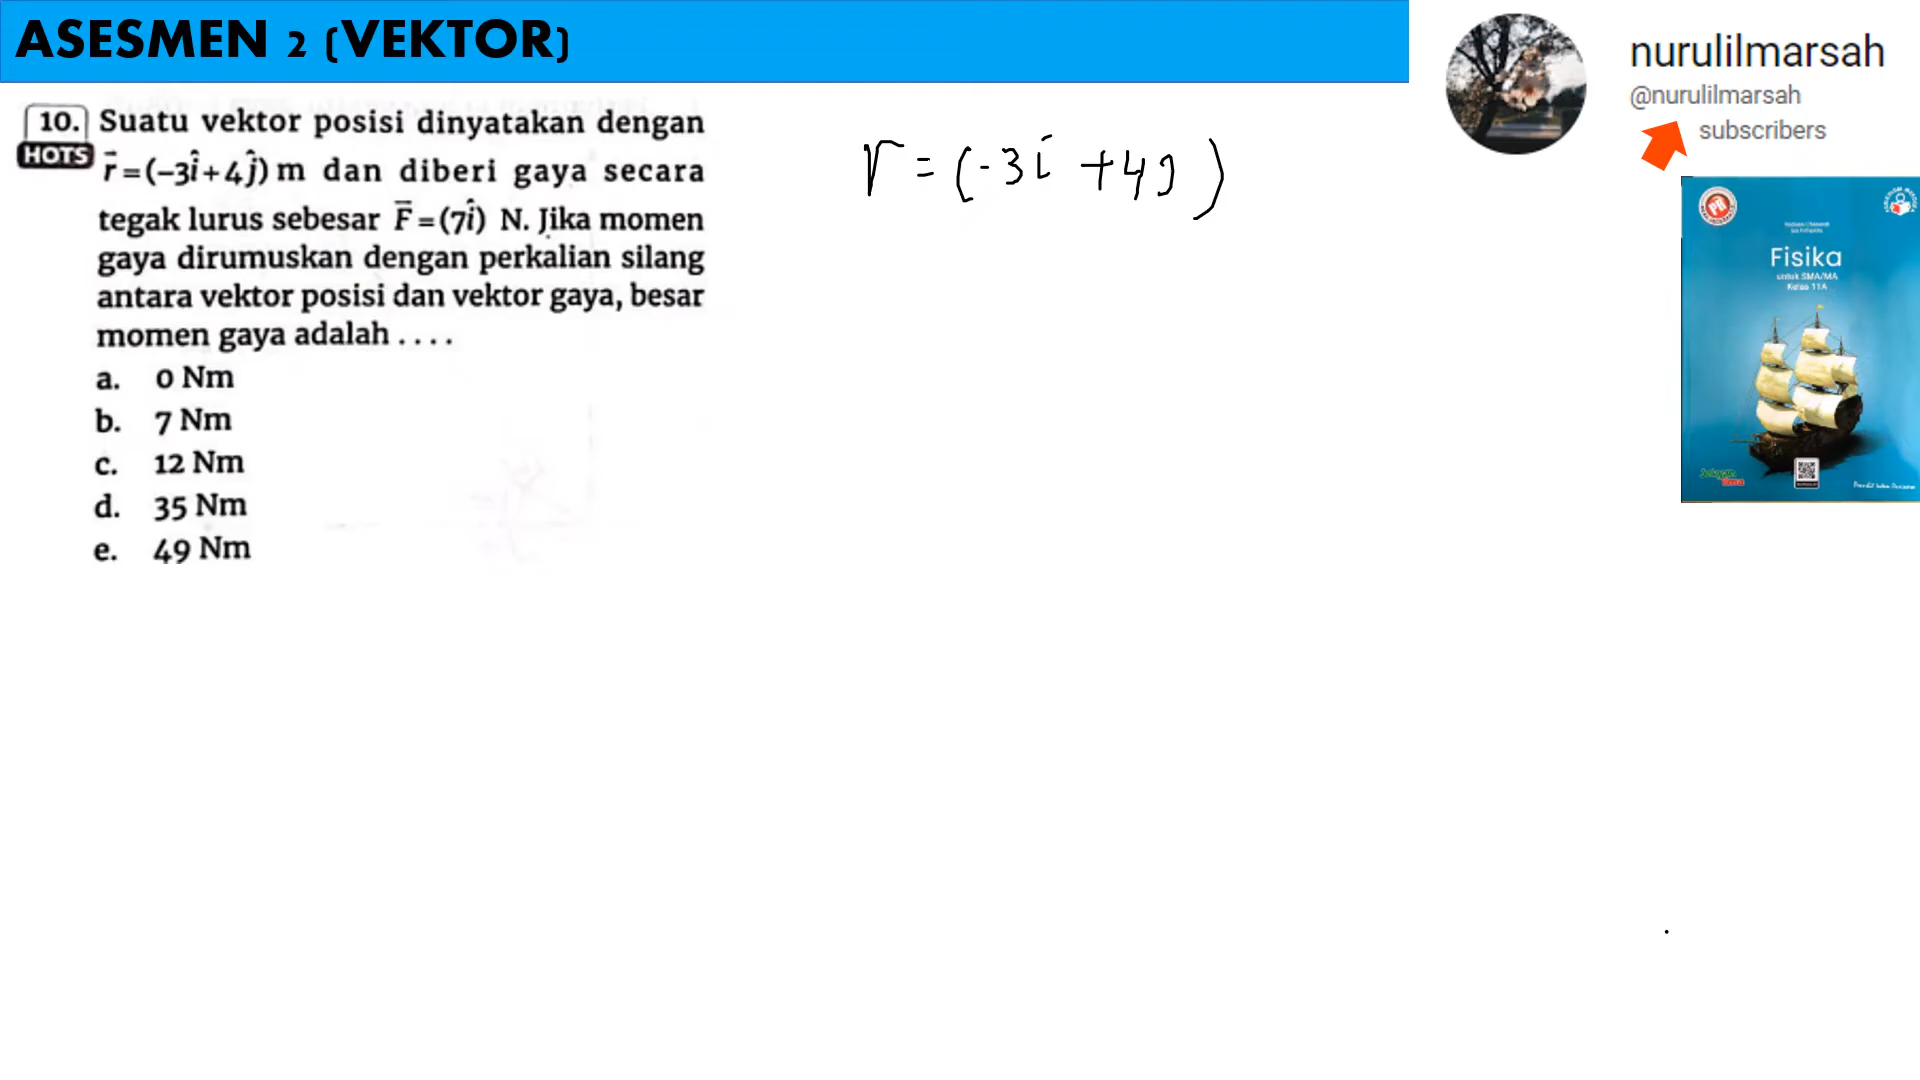 ASESMEN 2 (VEKTOR)
nurulilmarsah
@nurulilmarsah
subscribers
10. Suatu vektor posisi dinyatakan dengan
HOTS r̄ = (−3î + 4ĵ) m dan diberi gaya secara
tegak lurus sebesar F̄ = (7î) N. Jika momen
gaya dirumuskan dengan perkalian silang
antara vektor posisi dan vektor gaya, besar
momen gaya adalah . . . .
a. 0 Nm
b. 7 Nm
c. 12 Nm
d. 35 Nm
e. 49 Nm
r = (-3i + 4j)
Fisika
untuk SMA/MA
Kelas 11A